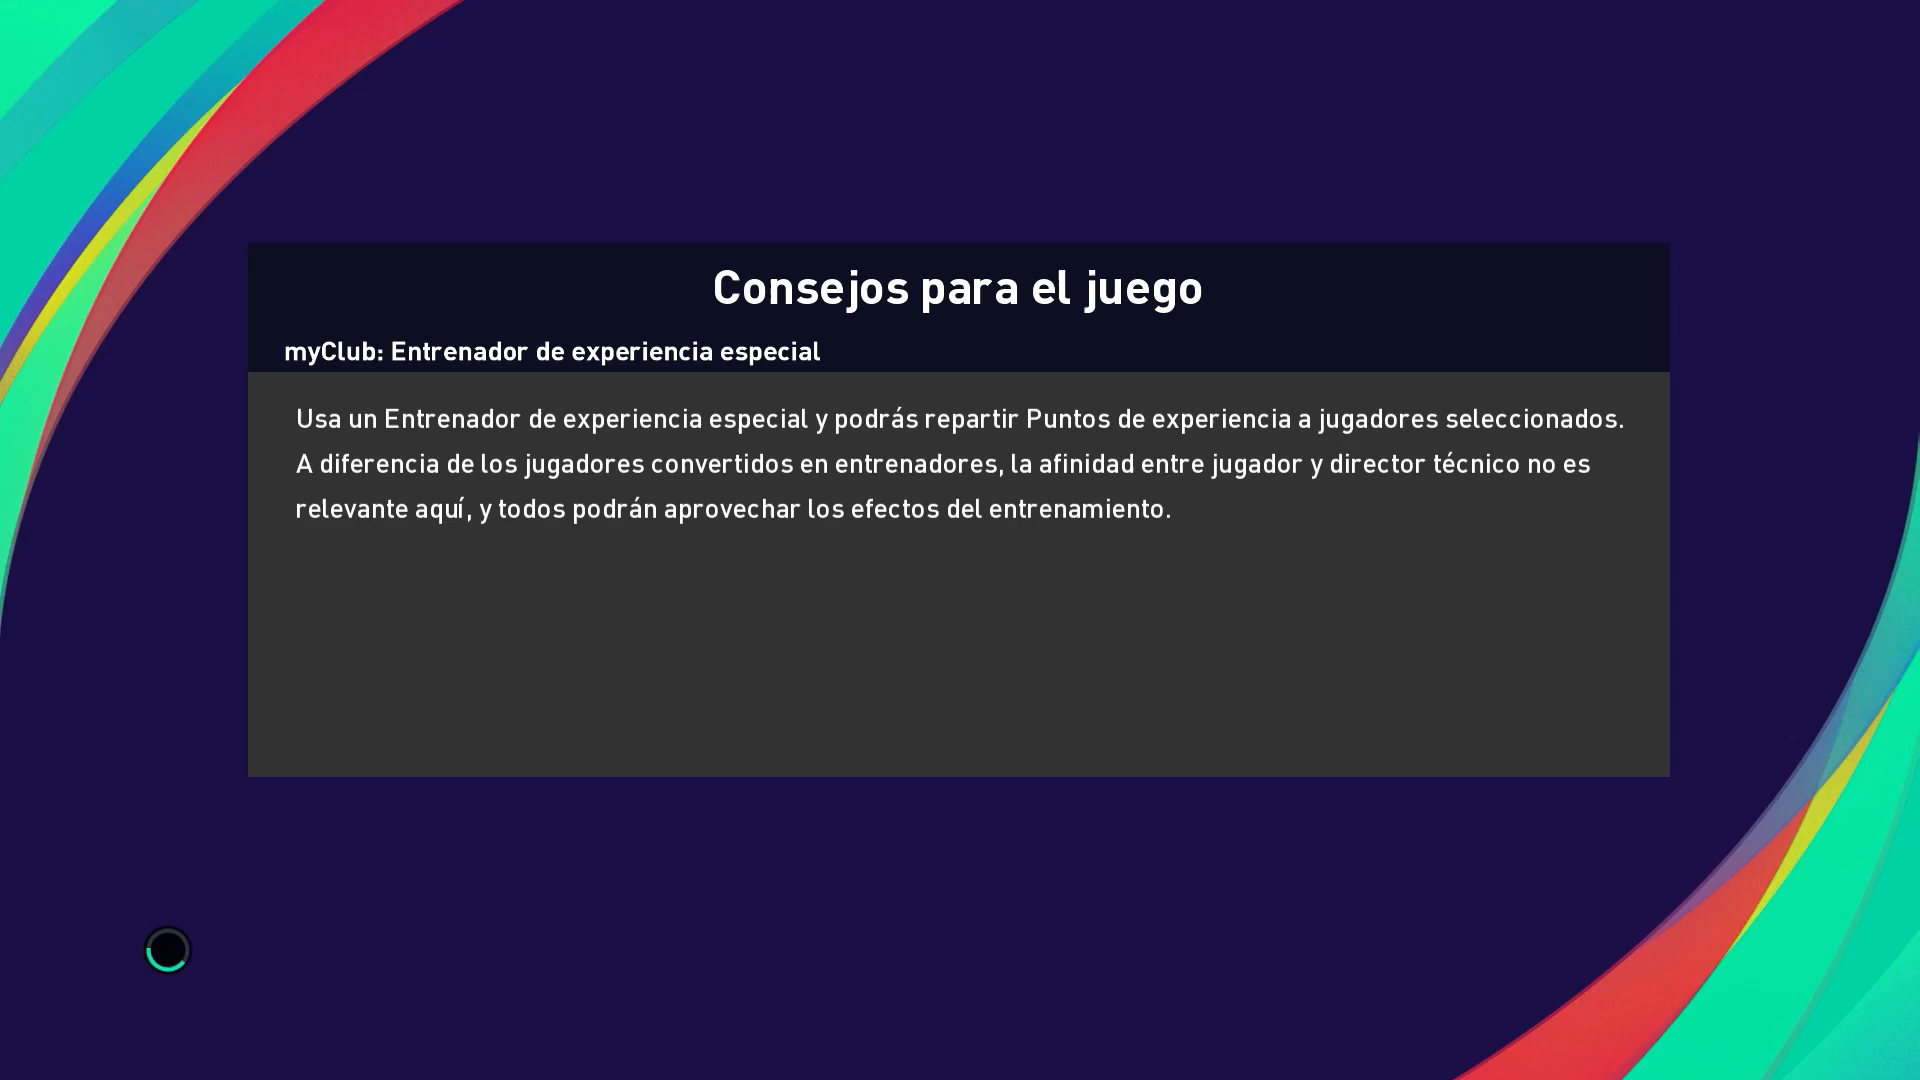 Consejos para el juego
myClub: Entrenador de experiencia especial
Usa un Entrenador de experiencia especial y podrás repartir Puntos de experiencia a jugadores seleccionados.
A diferencia de los jugadores convertidos en entrenadores, la afinidad entre jugador y director técnico no es
relevante aquí, y todos podrán aprovechar los efectos del entrenamiento.